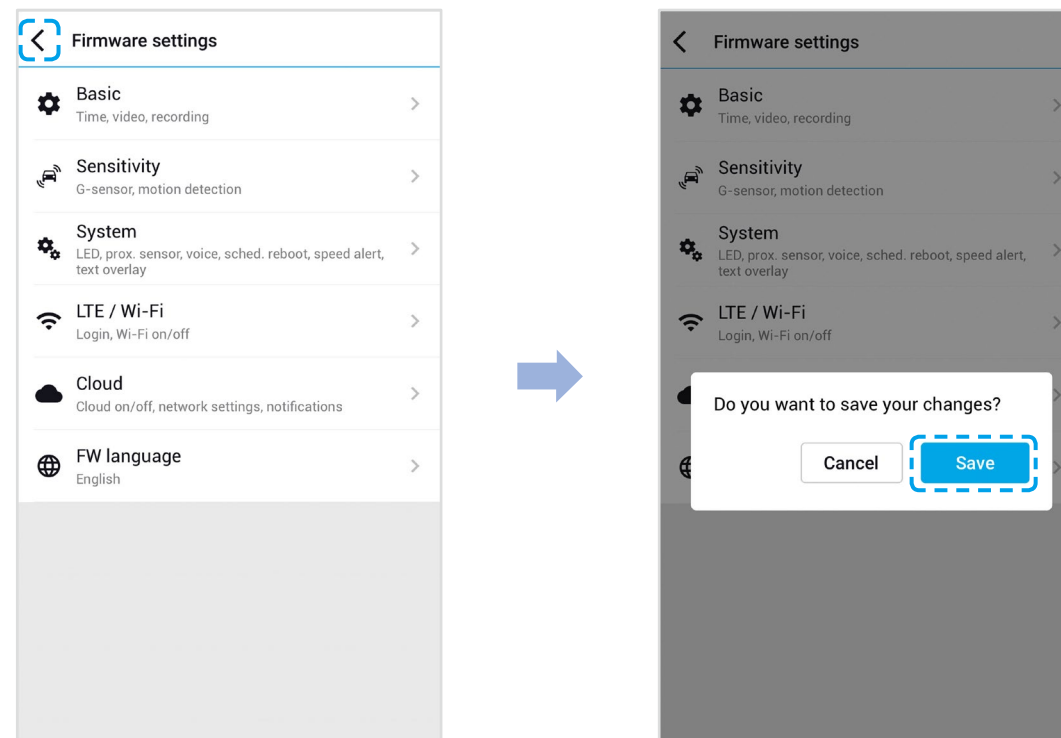 Firmware settings
Basic
Time, video, recording
Sensitivity
G-sensor, motion detection
System
LED, prox. sensor, voice, sched. reboot, speed alert,
text overlay
LTE / Wi-Fi
Login, Wi-Fi on/off
Cloud
Cloud on/off, network settings, notifications
FW language
English
Firmware settings
Basic
Time, video, recording
Sensitivity
G-sensor, motion detection
System
LED, prox. sensor, voice, sched. reboot, speed alert,
text overlay
LTE / Wi-Fi
Login, Wi-Fi on/off
Do you want to save your changes?
Cancel
Save